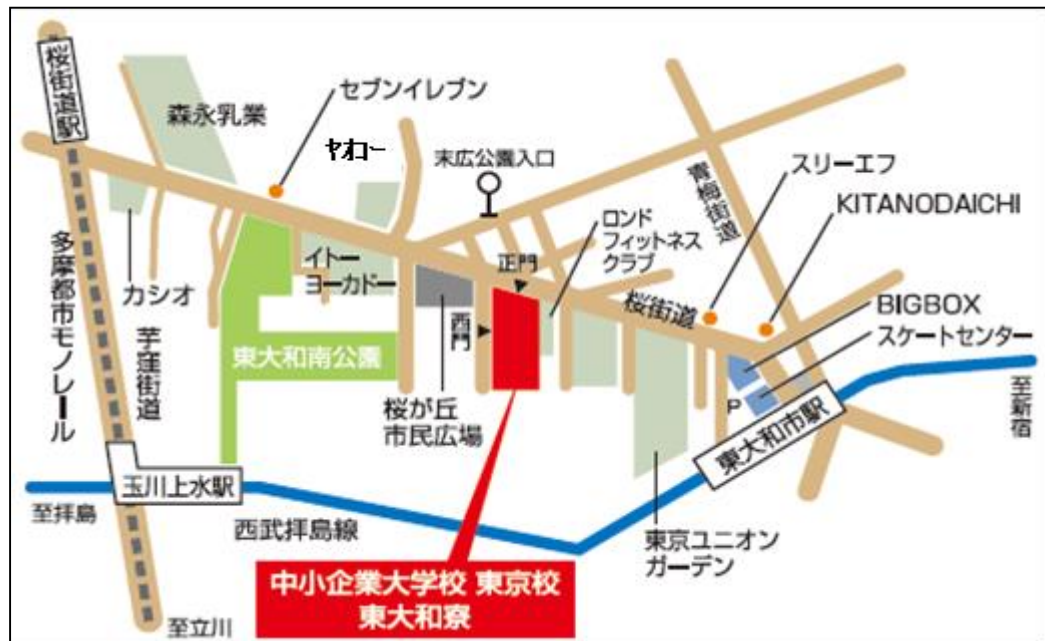 桜街道駅
森永乳業
セブンイレブン
ヤオコー
末広公園入口
青梅街道
スリーエフ
KITANODAICHI
ロンド
フィットネス
クラブ
正門
イトー
ヨーカドー
カシオ
多摩都市モノレール
芋窪街道
西門
桜街道
BIGBOX
スケートセンター
東大和南公園
桜が丘
市民広場
P
東大和市駅
至新宿
玉川上水駅
至拝島
西武拝島線
東京ユニオン
ガーデン
中小企業大学校 東京校
東大和寮
至立川